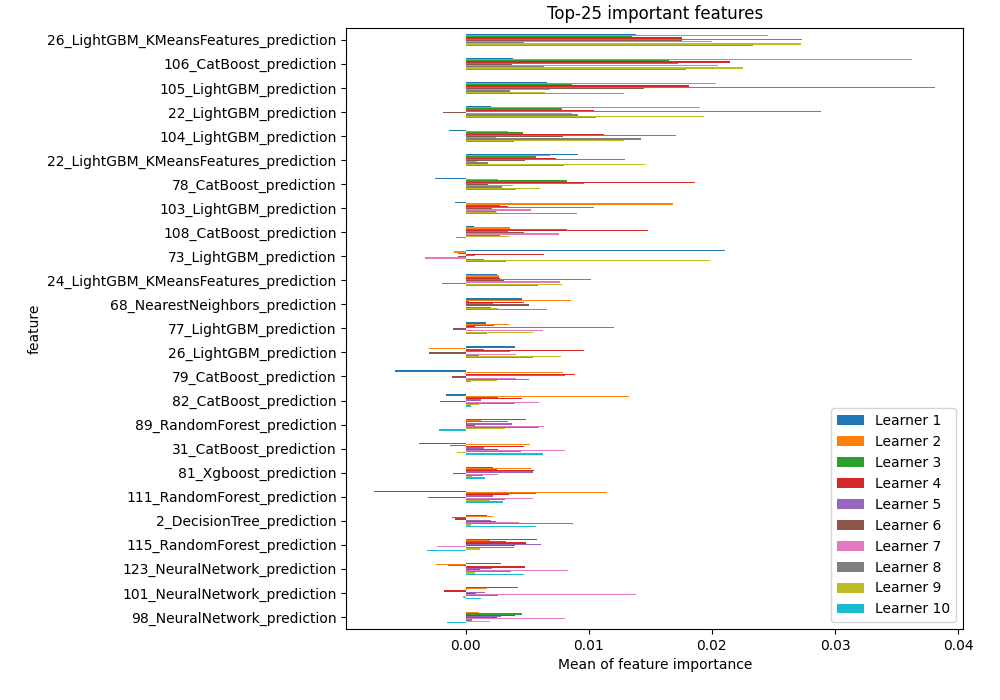 Top-25 important features
26_LightGBM_KMeansFeatures_prediction
106_CatBoost_prediction
105_LightGBM_prediction
22_LightGBM_prediction
104_LightGBM_prediction
22_LightGBM_KMeansFeatures_prediction
78_CatBoost_prediction
103_LightGBM_prediction
108_CatBoost_prediction
73_LightGBM_prediction
24_LightGBM_KMeansFeatures_prediction
68_NearestNeighbors_prediction
77_LightGBM_prediction
26_LightGBM_prediction
79_CatBoost_prediction
82_CatBoost_prediction
89_RandomForest_prediction
31_CatBoost_prediction
81_Xgboost_prediction
111_RandomForest_prediction
2_DecisionTree_prediction
115_RandomForest_prediction
123_NeuralNetwork_prediction
101_NeuralNetwork_prediction
98_NeuralNetwork_prediction
feature
Learner 1
Learner 2
Learner 3
Learner 4
Learner 5
Learner 6
Learner 7
Learner 8
Learner 9
Learner 10
0.00 0.01 0.02 0.03 0.04
Mean of feature importance